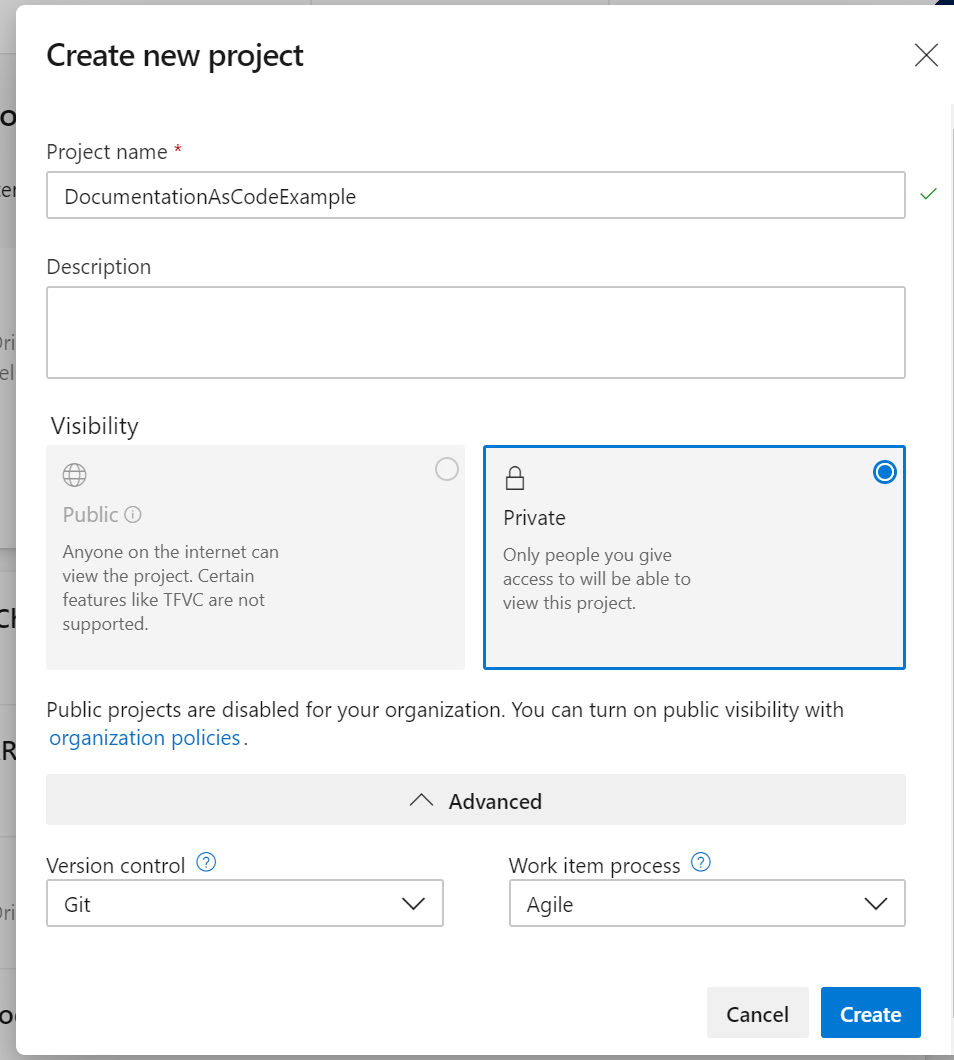 Create new project
Project name *
DocumentationAsCodeExample
Description
Visibility
Public
Anyone on the internet can
view the project. Certain
features like TFVC are not
supported.
Private
Only people you give
access to will be able to
view this project.
Public projects are disabled for your organization. You can turn on public visibility with
organization policies.
Advanced
Version control
Git
Work item process
Agile
Cancel
Create